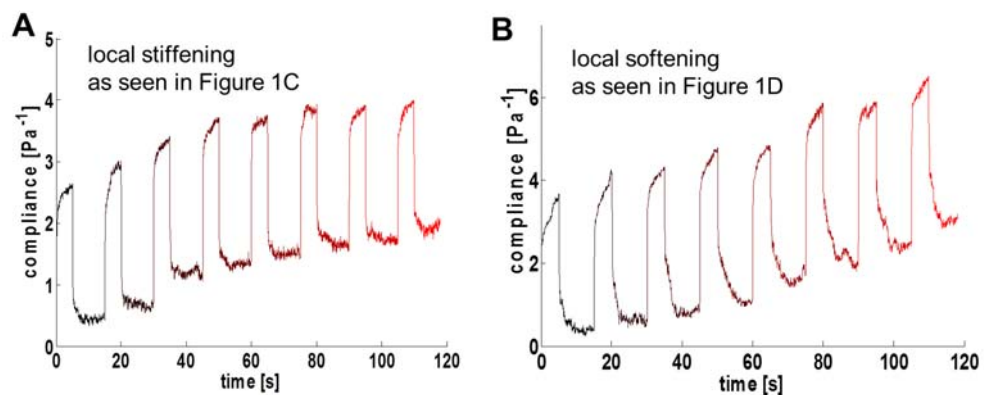 A
local stiffening
as seen in Figure 1C
compliance [Pa⁻¹]
5
4
3
2
1
0
0 20 40 60 80 100 120
time [s]
B
local softening
as seen in Figure 1D
compliance [Pa⁻¹]
6
4
2
0
0 20 40 60 80 100 120
time [s]